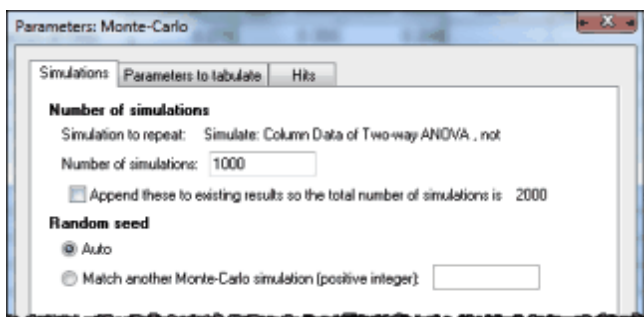 Parameters: Monte-Carlo
Simulations Parameters to tabulate Hits
Number of simulations
Simulation to repeat: Simulate: Column Data of Two-way ANOVA , not
Number of simulations: 1000
Append these to existing results so the total number of simulations is 2000
Random seed
Auto
Match another Monte-Carlo simulation (positive integer):